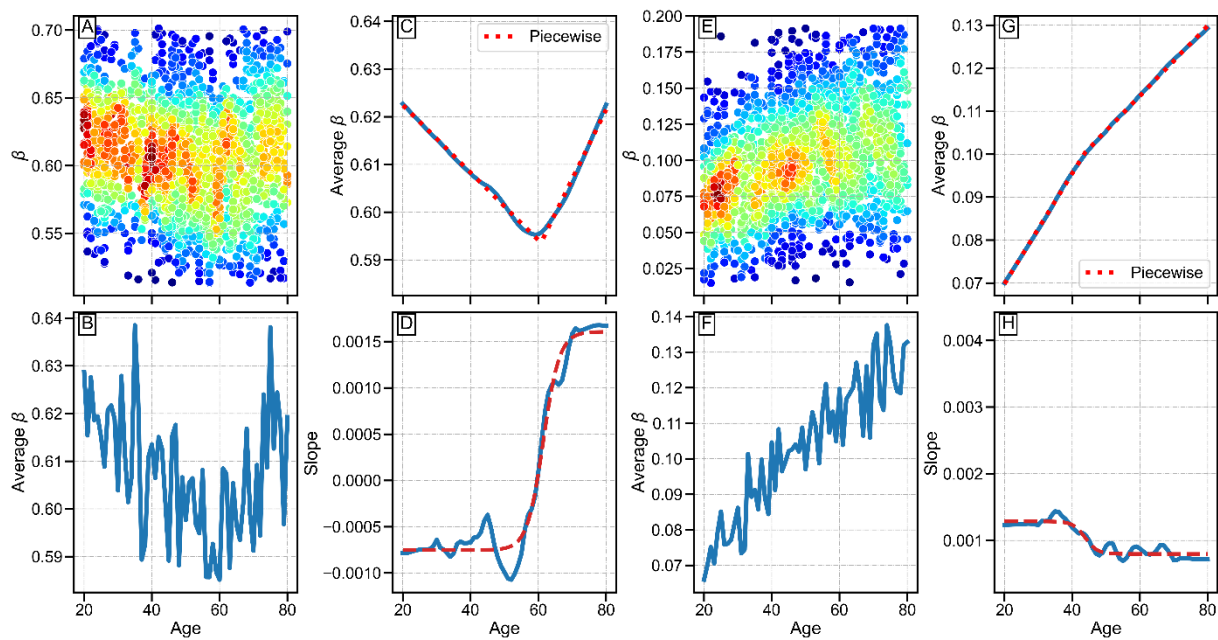 A
β
0.70
0.65
0.60
0.55
C
Piecewise
Average β
0.64
0.63
0.62
0.61
0.60
0.59
E
β
0.200
0.175
0.150
0.125
0.100
0.075
0.050
0.025
G
Piecewise
Average β
0.13
0.12
0.11
0.10
0.09
0.08
0.07
B
Average β
0.64
0.63
0.62
0.61
0.60
0.59
20 40 60 80
Age
D
Slope
0.0015
0.0010
0.0005
0.0000
−0.0005
−0.0010
20 40 60 80
Age
F
Average β
0.14
0.13
0.12
0.11
0.10
0.09
0.08
0.07
20 40 60 80
Age
H
Slope
0.004
0.003
0.002
0.001
20 40 60 80
Age